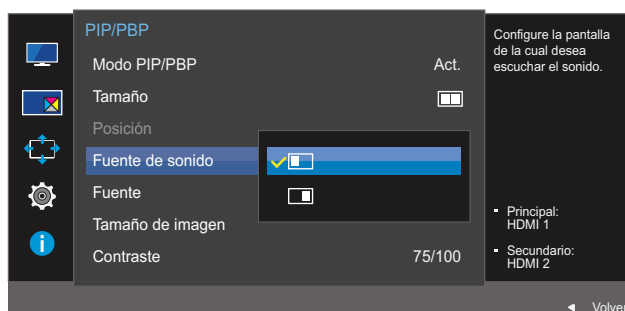 PIP/PBP
Modo PIP/PBP Act.
Tamaño
Posición
Fuente de sonido
Fuente
Tamaño de imagen
Contraste 75/100
Configure la pantalla
de la cual desea
escuchar el sonido.
Principal:
HDMI 1
Secundario:
HDMI 2
Volver